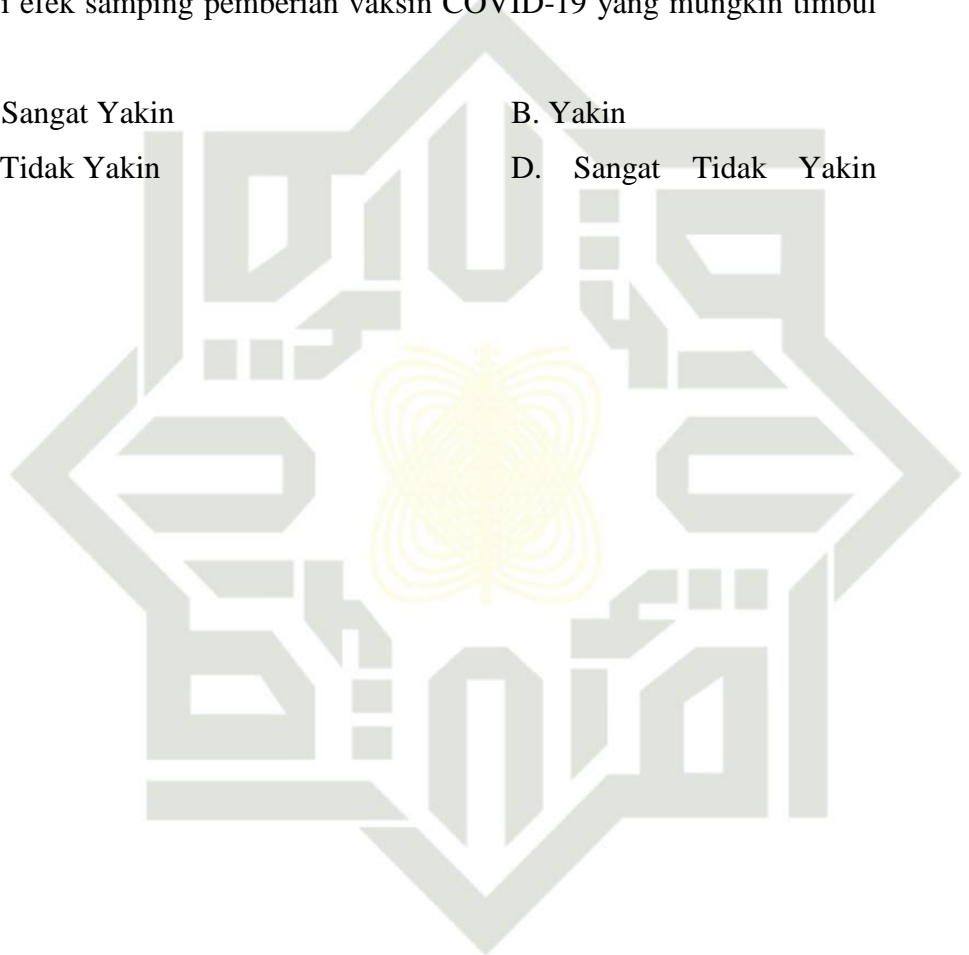 i efek samping pemberian vaksin COVID-19 yang mungkin timbul
Sangat Yakin B. Yakin
Tidak Yakin D. Sangat Tidak Yakin